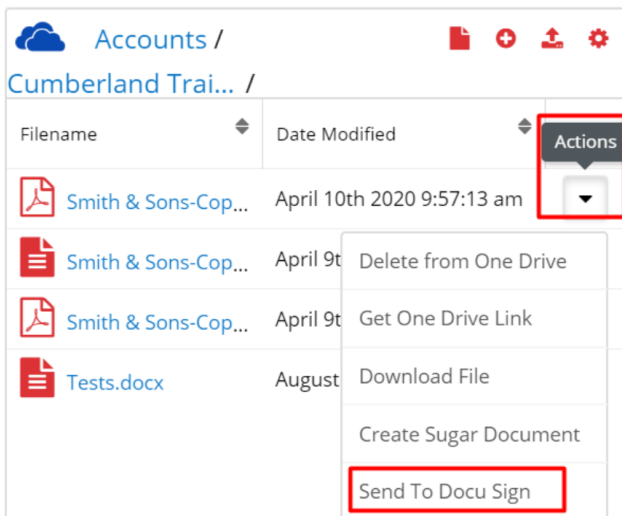 Accounts /
Cumberland Trai... /
Filename
Date Modified
Actions
Smith & Sons-Cop...
April 10th 2020 9:57:13 am
Smith & Sons-Cop...
April 9t
Delete from One Drive
Get One Drive Link
Smith & Sons-Cop...
April 9t
Download File
Tests.docx
August
Create Sugar Document
Send To Docu Sign